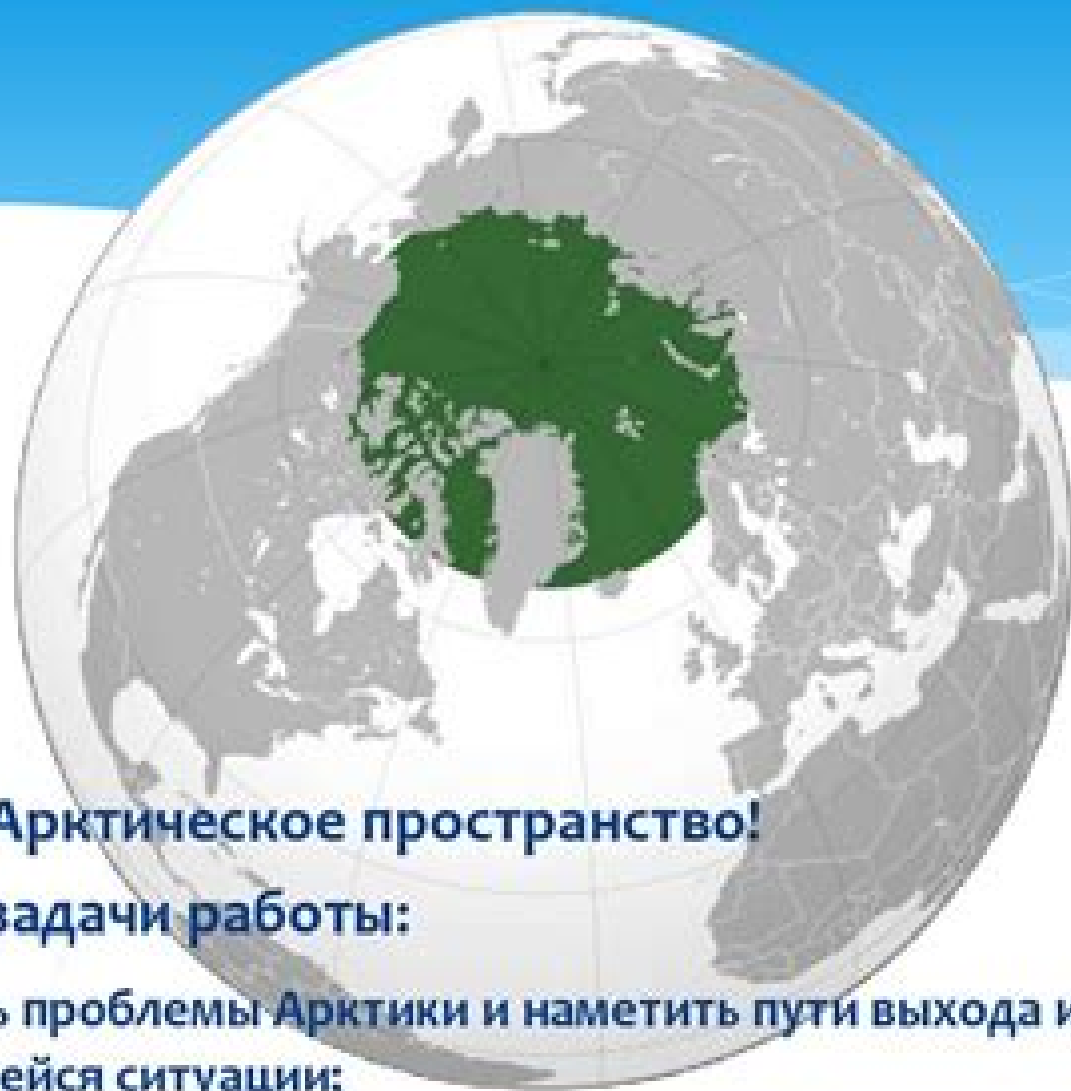 Арктическое пространство!
задачи работы:
ь проблемы Арктики и наметить пути выхода и
ейся ситуации: